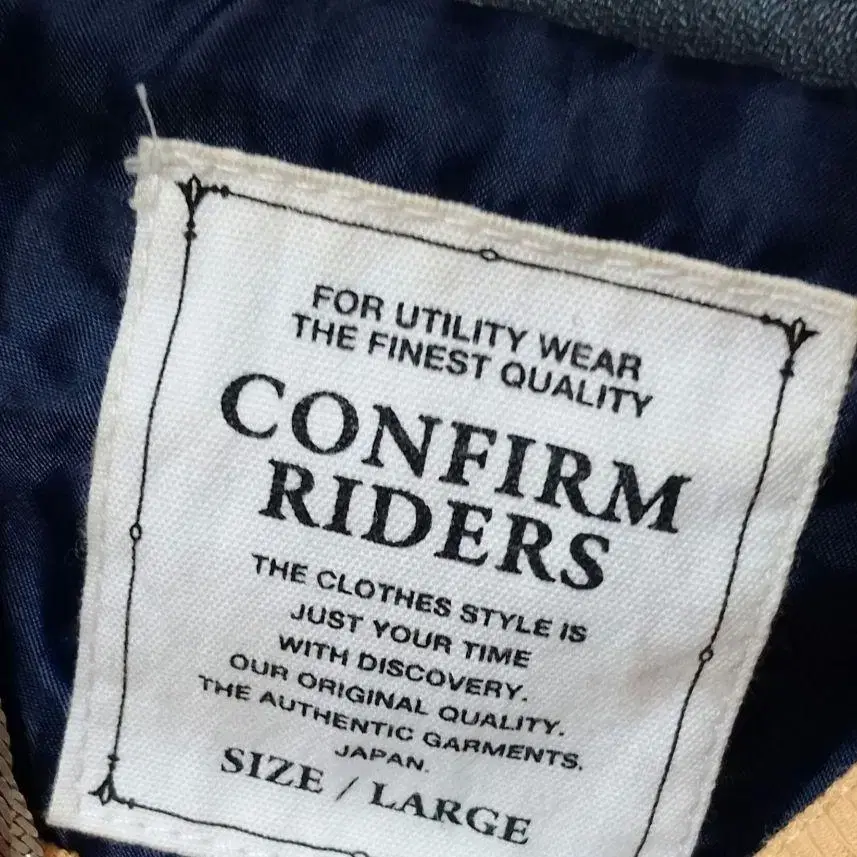 FOR UTILITY WEAR
THE FINEST QUALITY
CONFIRM
RIDERS
THE CLOTHES STYLE IS
JUST YOUR TIME
WITH DISCOVERY.
OUR ORIGINAL QUALITY.
THE AUTHENTIC GARMENTS.
JAPAN.
SIZE / LARGE